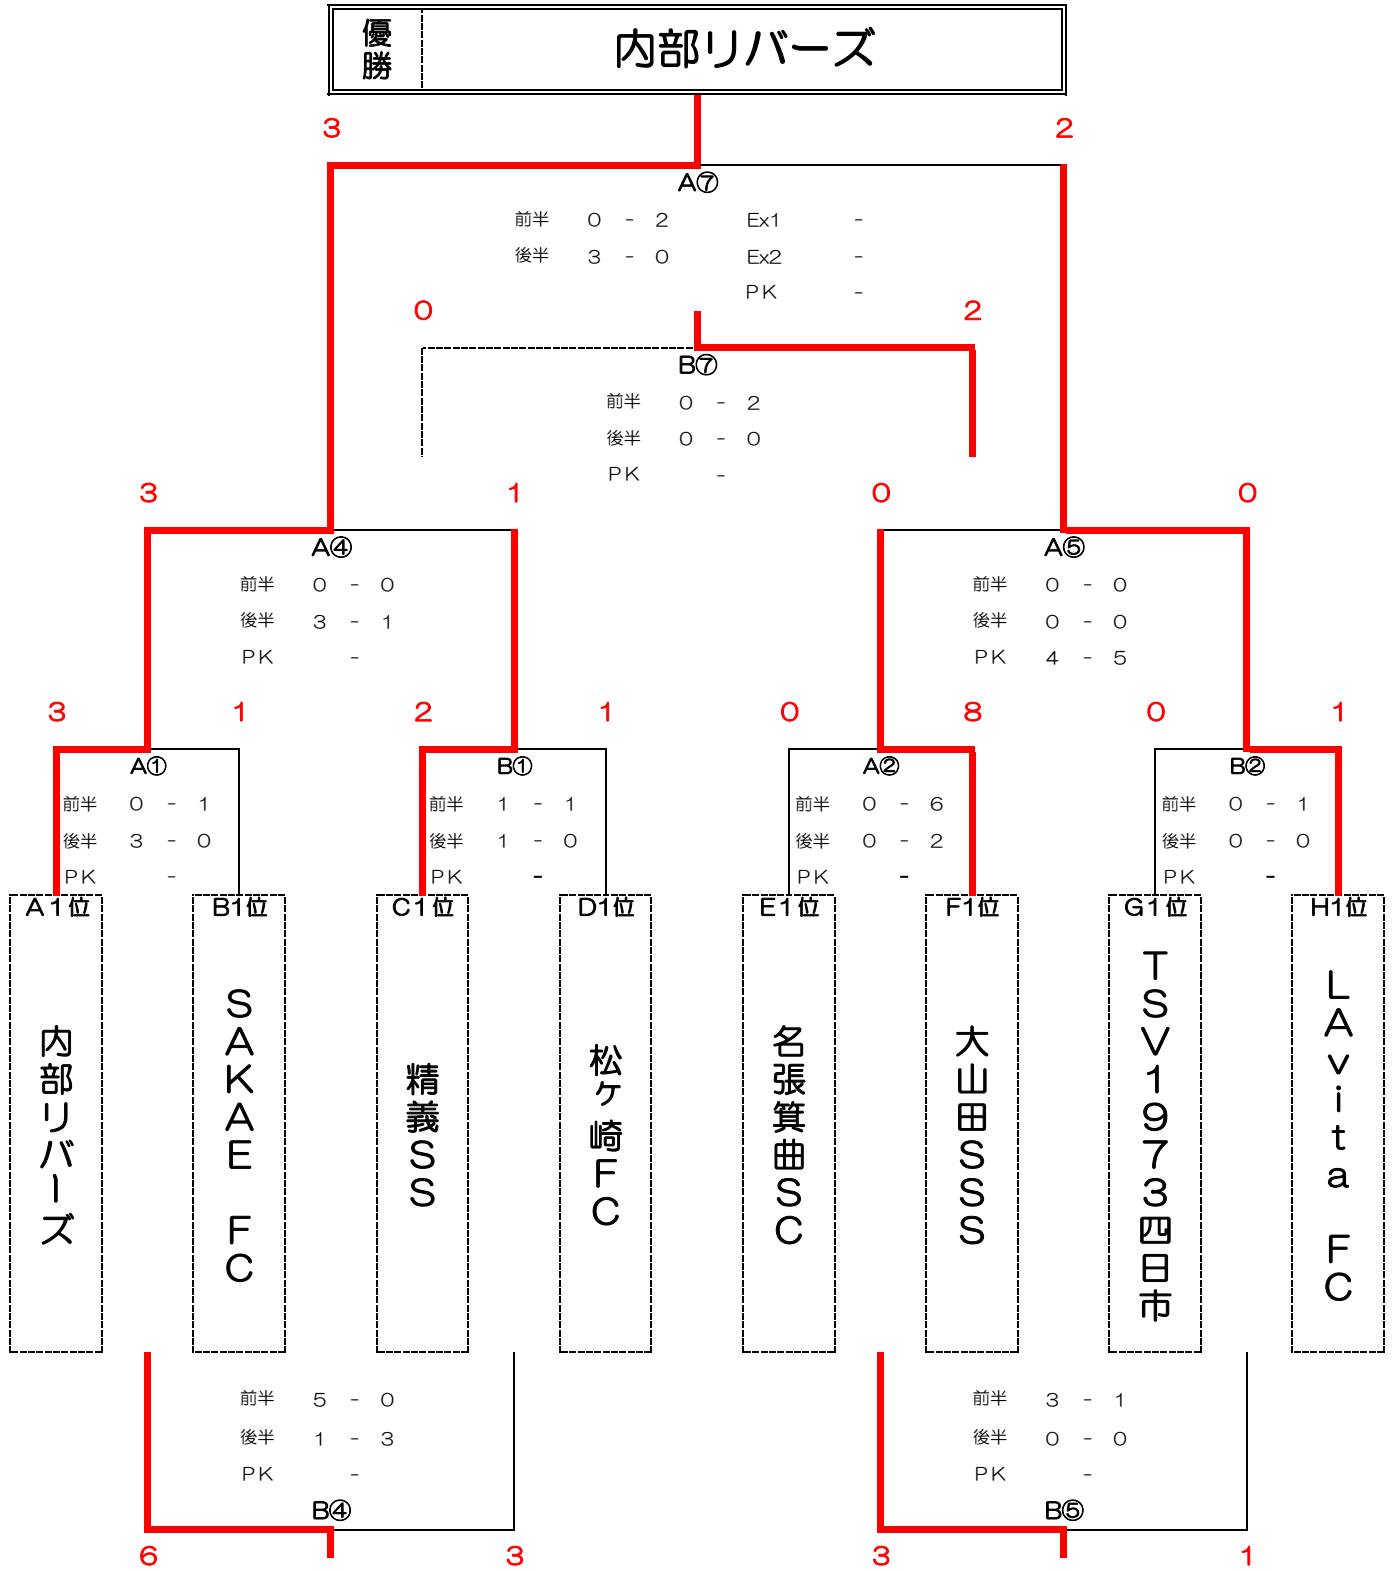 優勝 内部リバーズ
3 2
A⑦
前半 0 - 2 Ex1 -
後半 3 - 0 Ex2 -
PK -
0 2
B⑦
前半 0 - 2
後半 0 - 0
PK -
3 1 0 0
A④ A⑤
前半 0 - 0 前半 0 - 0
後半 3 - 1 後半 0 - 0
PK - PK 4 - 5
3 1 2 1 0 8 0 1
A① B① A② B②
前半 0 - 1 前半 1 - 1 前半 0 - 6 前半 0 - 1
後半 3 - 0 後半 1 - 0 後半 0 - 2 後半 0 - 0
PK - PK - PK - PK -
A1位 B1位 C1位 D1位 E1位 F1位 G1位 H1位
内部リバーズ
SAKAE FC
精義SS
松ヶ崎FC
名張箕曲SC
大山田SSS
TSV1973四日市
LAvita FC
前半 5 - 0 前半 3 - 1
後半 1 - 3 後半 0 - 0
PK - PK -
B④ B⑤
6 3 3 1